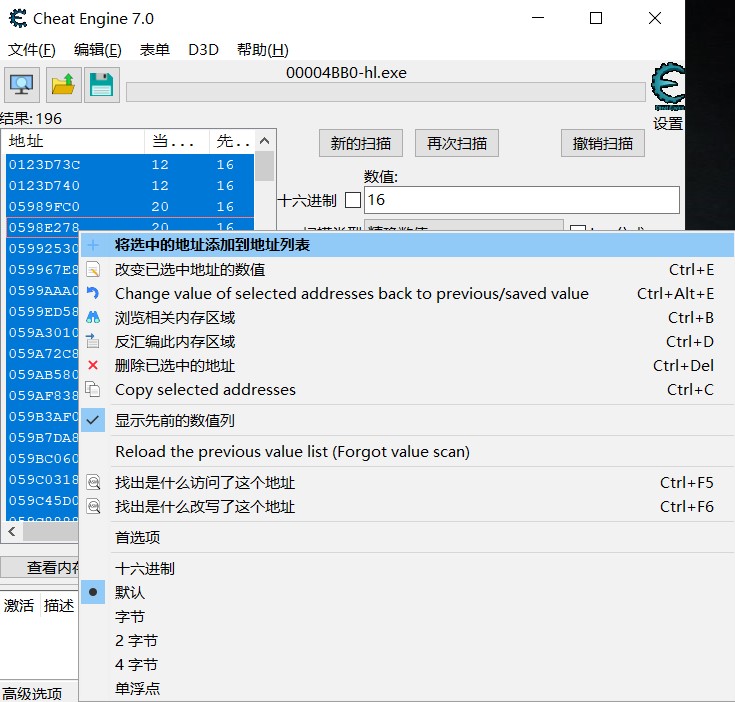 Cheat Engine 7.0
文件(F) 编辑(E) 表单 D3D 帮助(H)
00004BB0-hl.exe
设置
结果: 196
地址 当... 先..
0123D73C 12 16
0123D740 12 16
05989FC0 20 16
0598E278 20 16
05992530
059967E8
0599AAA0
0599ED58
059A3010
059A72C8
059AB580
059AF838
059B3AF0
059B7DA8
059BC060
059C0318
059C45D0
新的扫描 再次扫描 撤销扫描
数值:
十六进制 16
将选中的地址添加到地址列表
改变已选中地址的数值 Ctrl+E
Change value of selected addresses back to previous/saved value Ctrl+Alt+E
浏览相关内存区域 Ctrl+B
反汇编此内存区域 Ctrl+D
删除已选中的地址 Ctrl+Del
Copy selected addresses Ctrl+C
显示先前的数值列
Reload the previous value list (Forgot value scan)
找出是什么访问了这个地址 Ctrl+F5
找出是什么改写了这个地址 Ctrl+F6
首选项
十六进制
默认
字节
2 字节
4 字节
单浮点
查看内存
激活 描述
高级选项